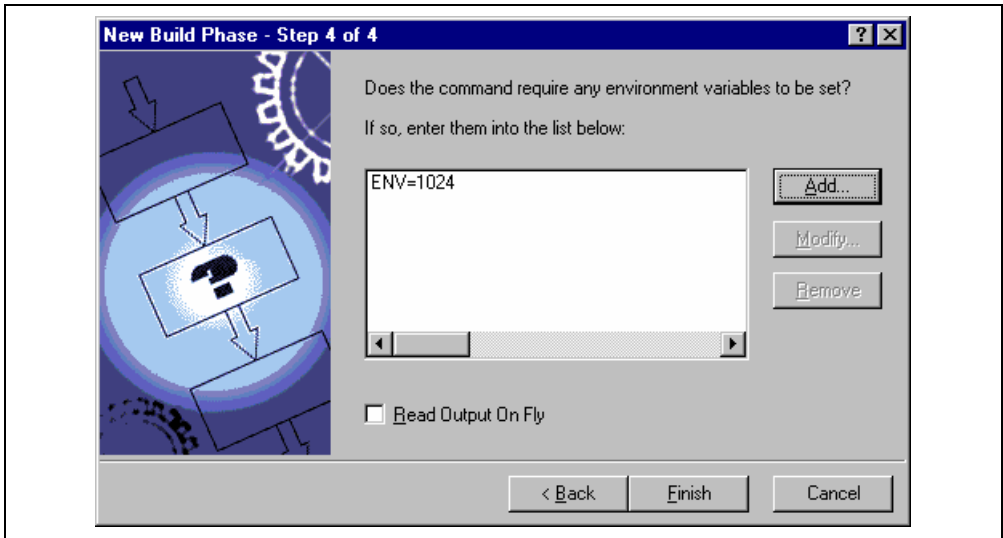 New Build Phase - Step 4 of 4
Does the command require any environment variables to be set?
If so, enter them into the list below:
ENV=1024
Add...
Modify...
Remove
Read Output On Fly
< Back
Finish
Cancel